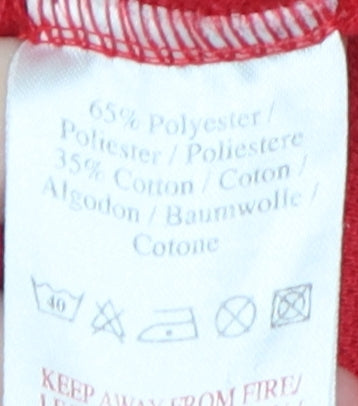 65% Polyester /
Poliester / Poliestere
35% Cotton / Coton /
Algodon / Baumwolle /
Cotone
40
KEEP AWAY FROM FIRE/